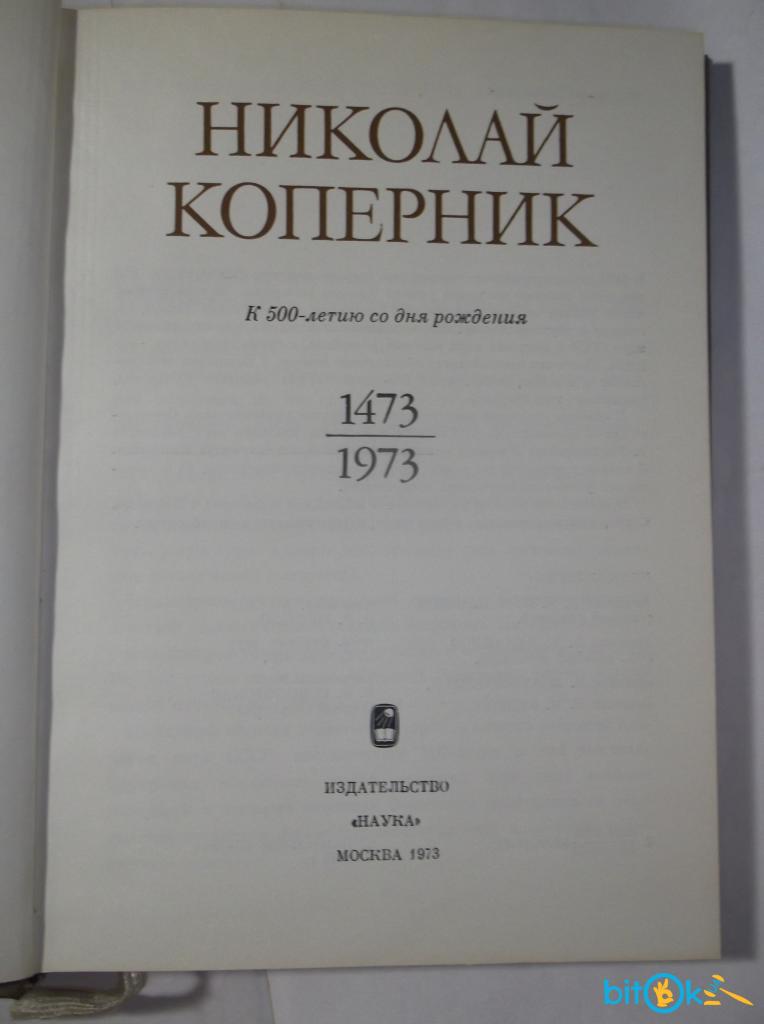 НИКОЛАЙ
КОПЕРНИК
К 500-летию со дня рождения
1473
1973
ИЗДАТЕЛЬСТВО
«НАУКА»
МОСКВА 1973
bitOk